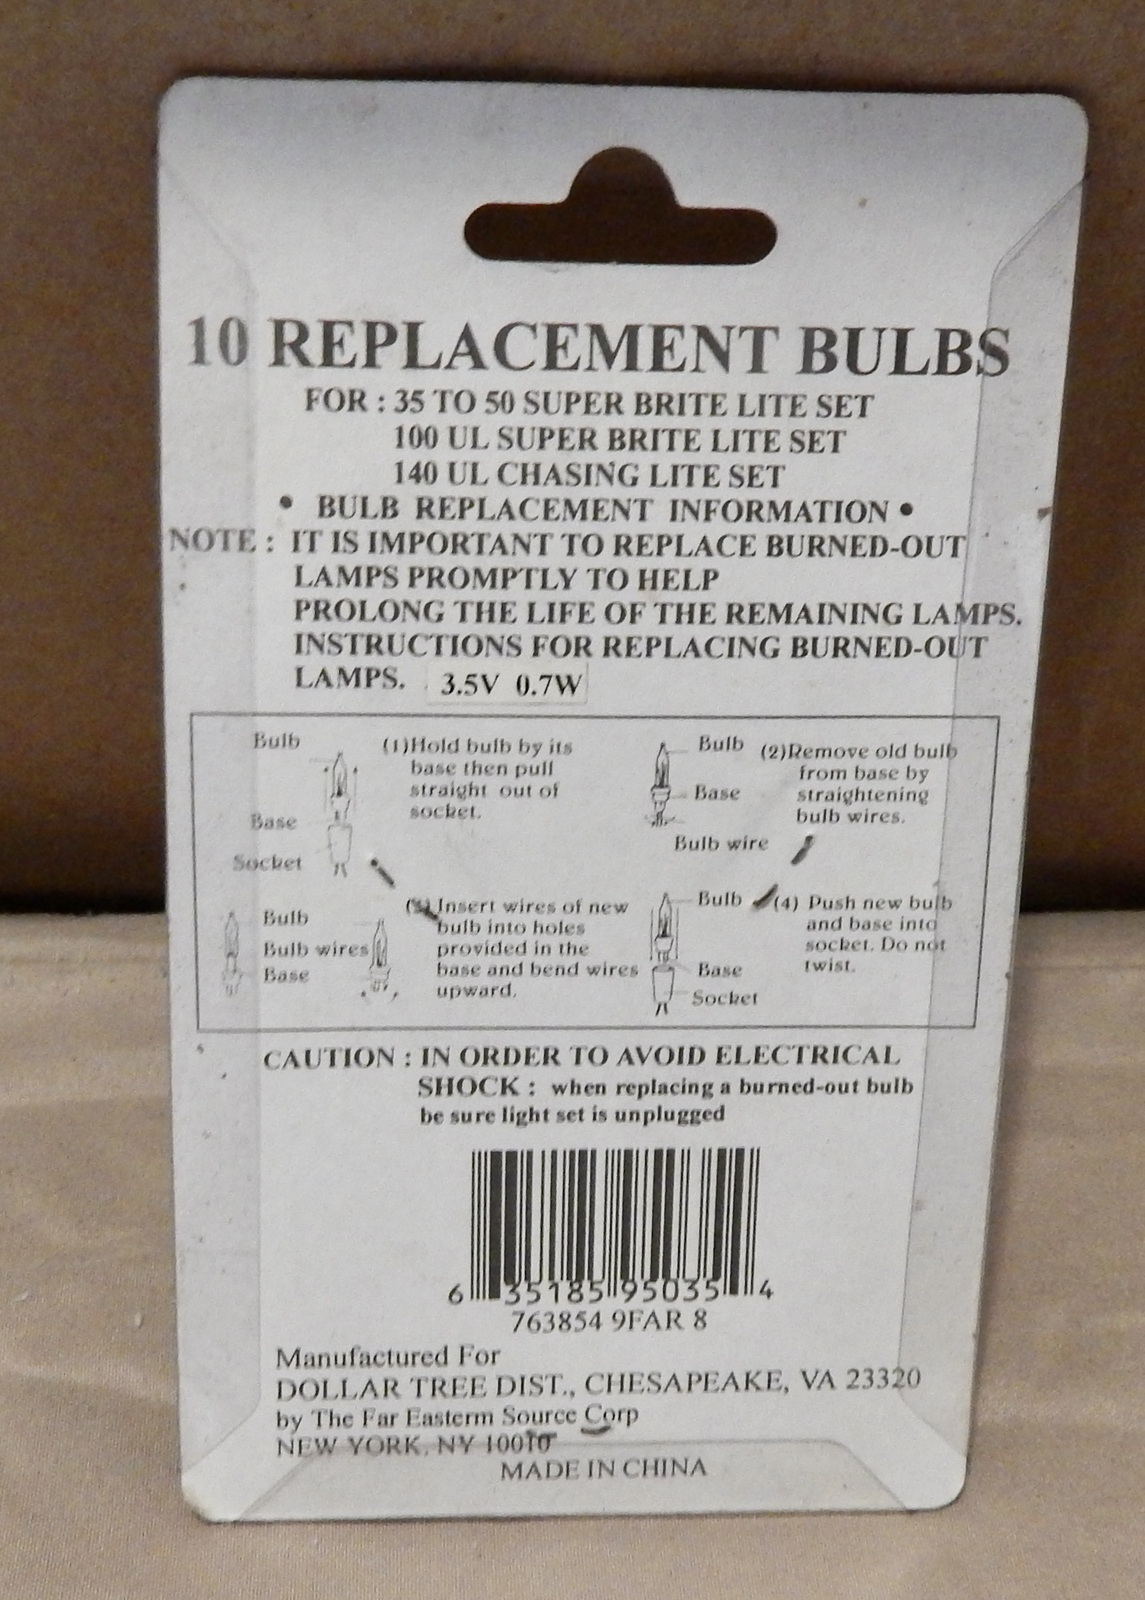 10 REPLACEMENT BULBS
FOR : 35 TO 50 SUPER BRITE LITE SET
100 UL SUPER BRITE LITE SET
140 UL CHASING LITE SET
• BULB REPLACEMENT INFORMATION •
NOTE : IT IS IMPORTANT TO REPLACE BURNED-OUT
LAMPS PROMPTLY TO HELP
PROLONG THE LIFE OF THE REMAINING LAMPS.
INSTRUCTIONS FOR REPLACING BURNED-OUT
LAMPS. 3.5V 0.7W
Bulb
Base
Socket
(1)Hold bulb by its
base then pull
straight out of
socket.
Bulb
Base
Bulb wire
(2)Remove old bulb
from base by
straightening
bulb wires.
Bulb
Bulb wires
Base
(3) Insert wires of new
bulb into holes
provided in the
base and bend wires
upward.
Bulb
Base
Socket
(4) Push new bulb
and base into
socket. Do not
twist.
CAUTION : IN ORDER TO AVOID ELECTRICAL
SHOCK : when replacing a burned-out bulb
be sure light set is unplugged
6 35185 95035 4
763854 9FAR 8
Manufactured For
DOLLAR TREE DIST., CHESAPEAKE, VA 23320
by The Far Easterm Source Corp
NEW YORK, NY 10010
MADE IN CHINA